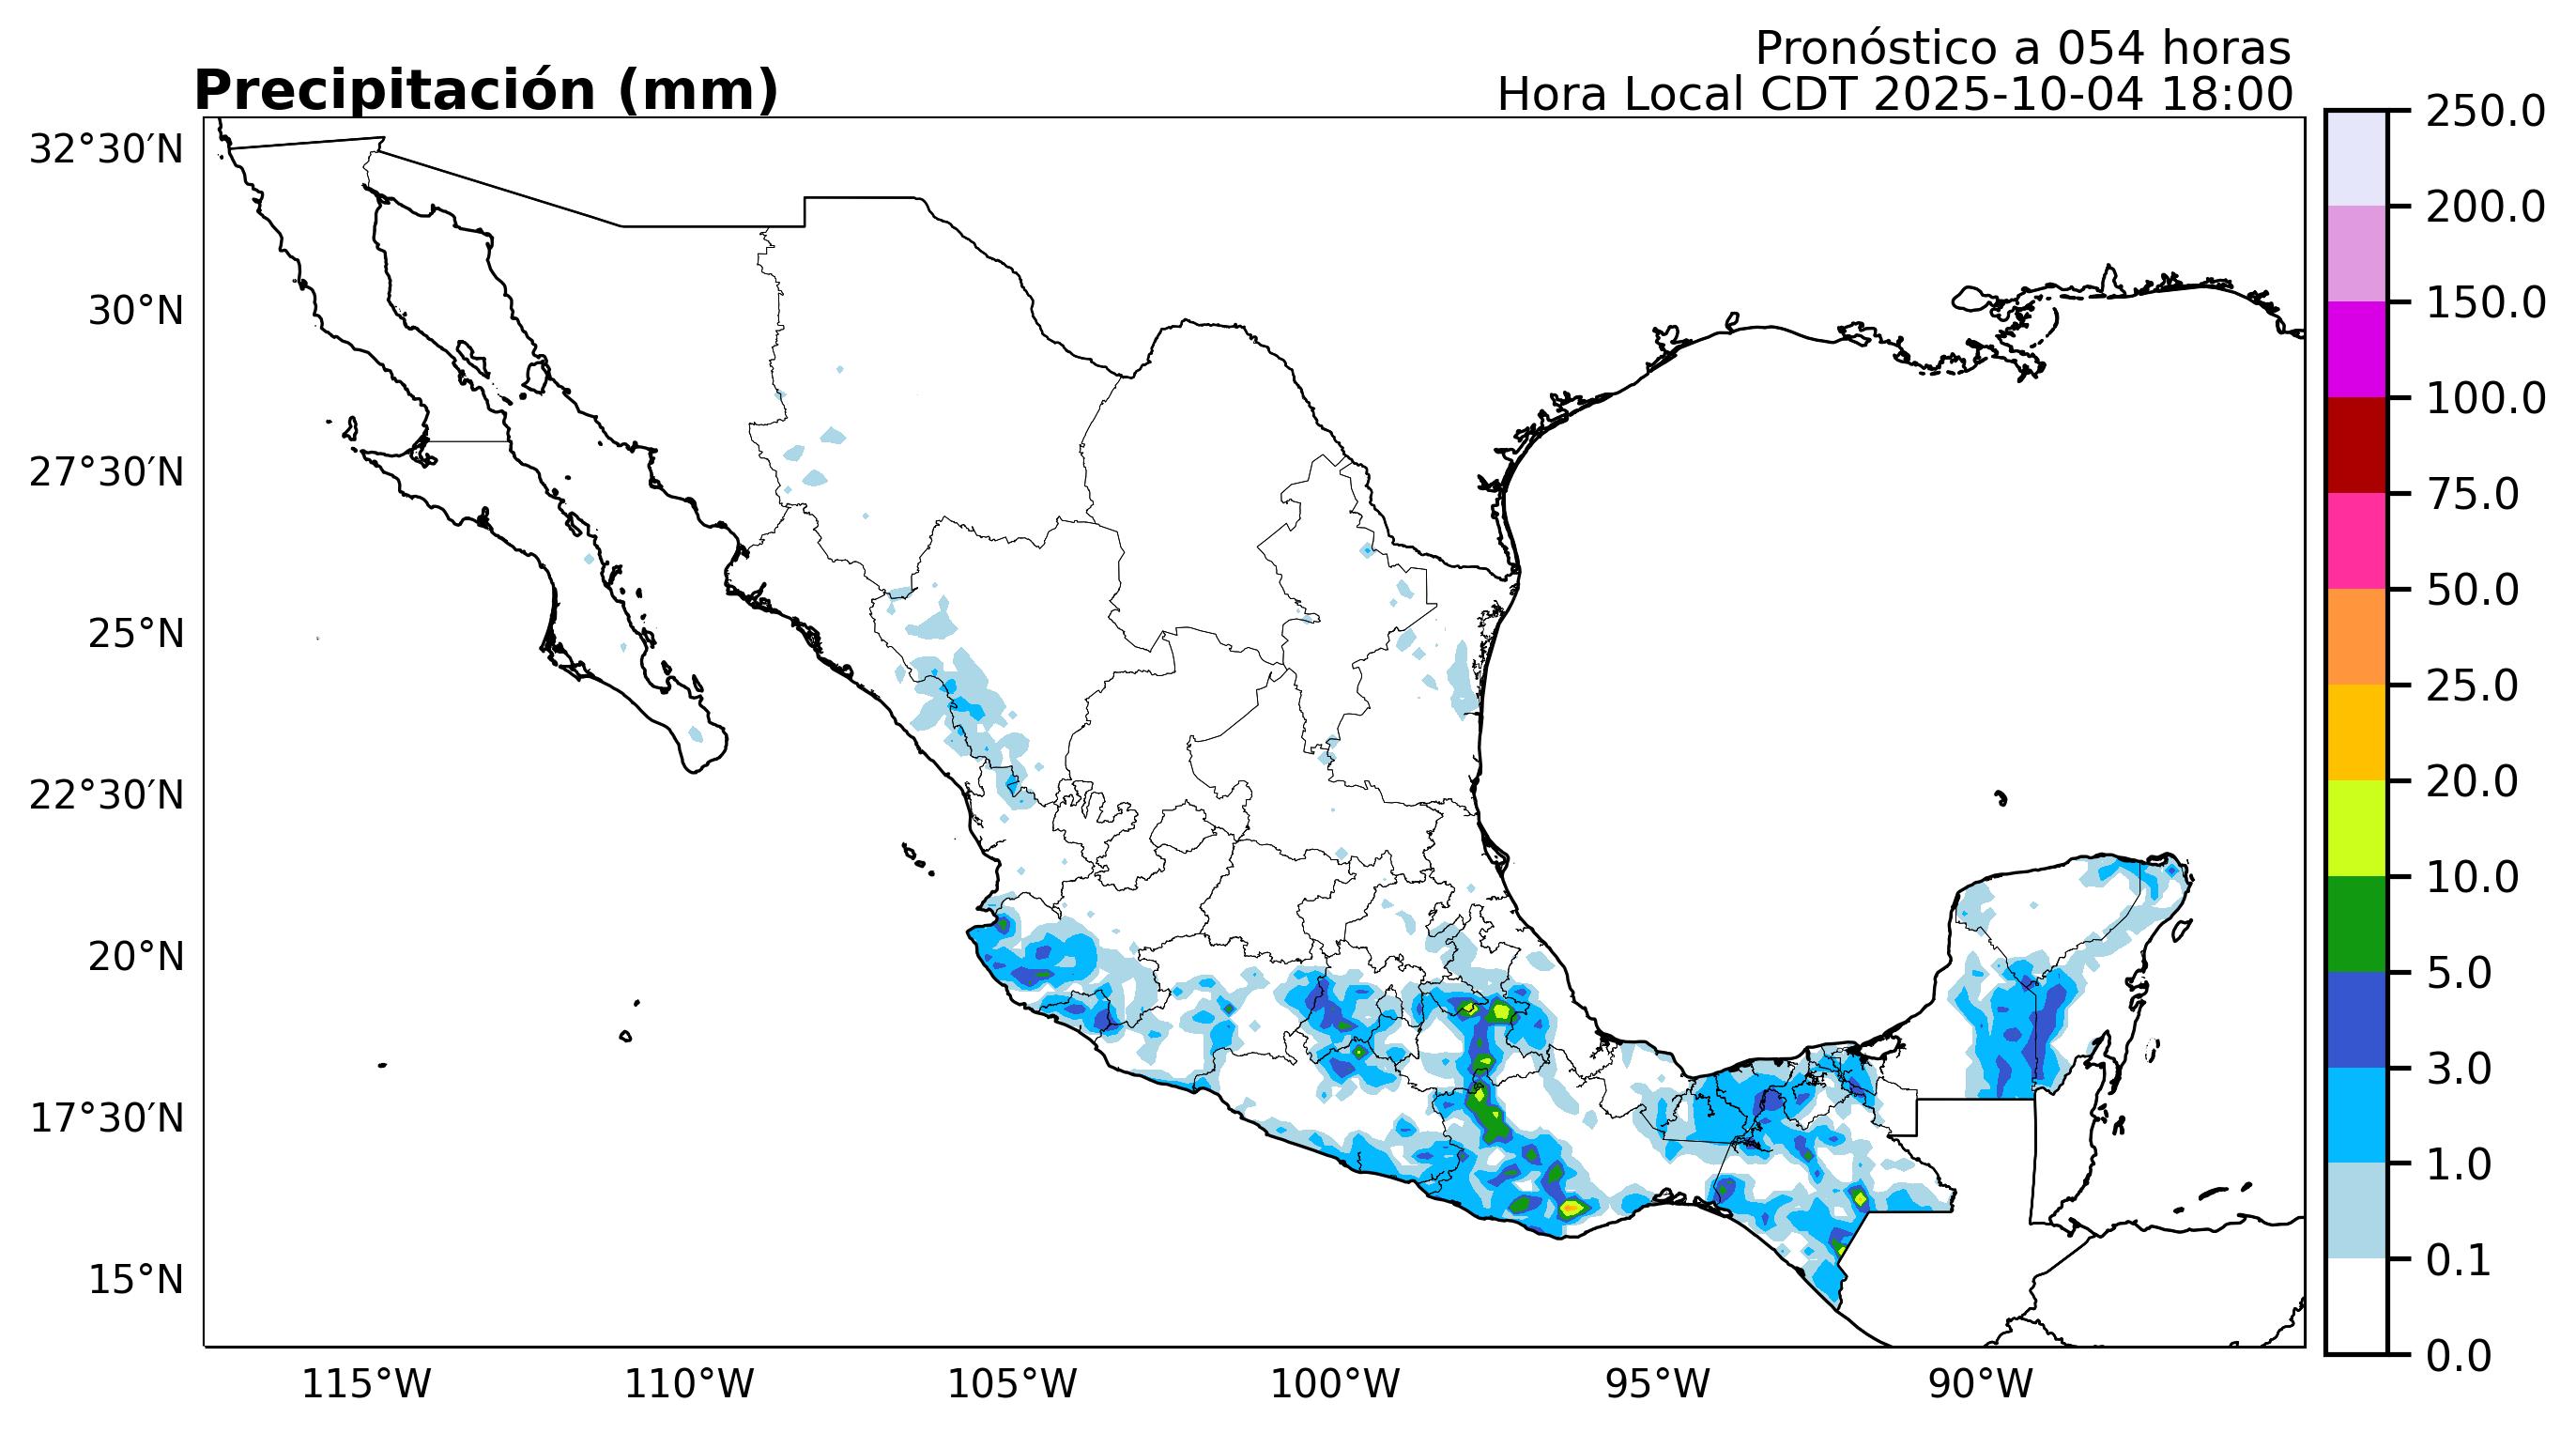 Pronóstico a 054 horas
Precipitación (mm)
Hora Local CDT 2025-10-04 18:00
32°30′N
30°N
27°30′N
25°N
22°30′N
20°N
17°30′N
15°N
115°W
110°W
105°W
100°W
95°W
90°W
250.0
200.0
150.0
100.0
75.0
50.0
25.0
20.0
10.0
5.0
3.0
1.0
0.1
0.0